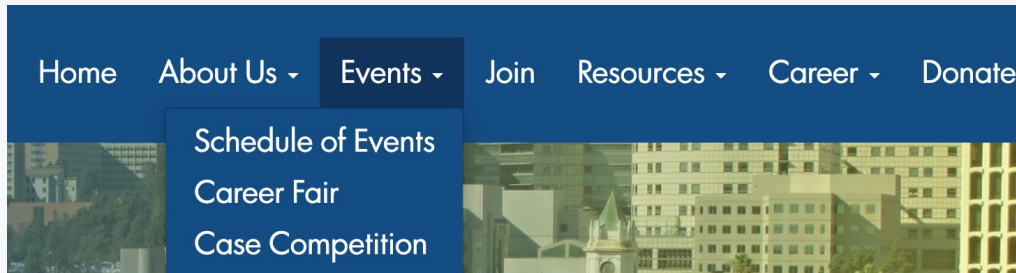 Home About Us Events Join Resources Career Donate
Schedule of Events
Career Fair
Case Competition